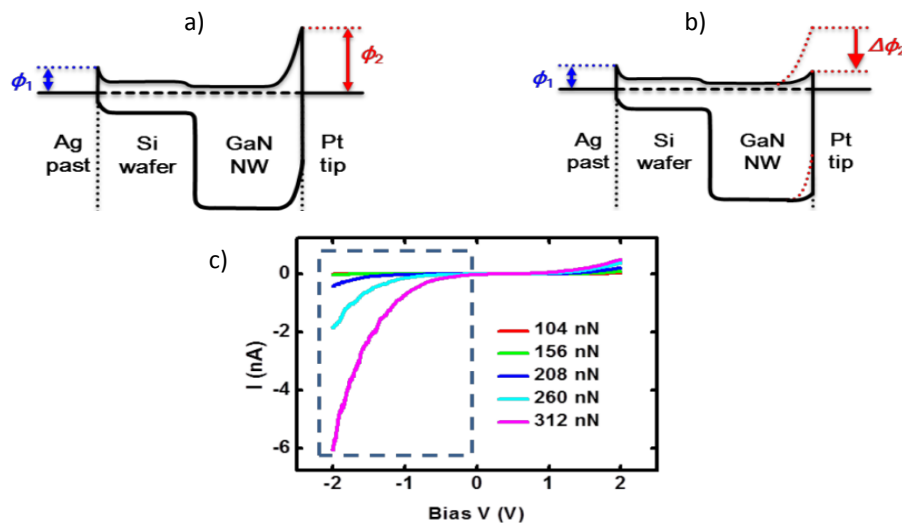 a)
ϕ1
ϕ2
Ag
past
Si
wafer
GaN
NW
Pt
tip
b)
ϕ1
Δϕ2
Ag
past
Si
wafer
GaN
NW
Pt
tip
c)
I (nA)
0
-2
-4
-6
104 nN
156 nN
208 nN
260 nN
312 nN
-2 -1 0 1 2
Bias V (V)